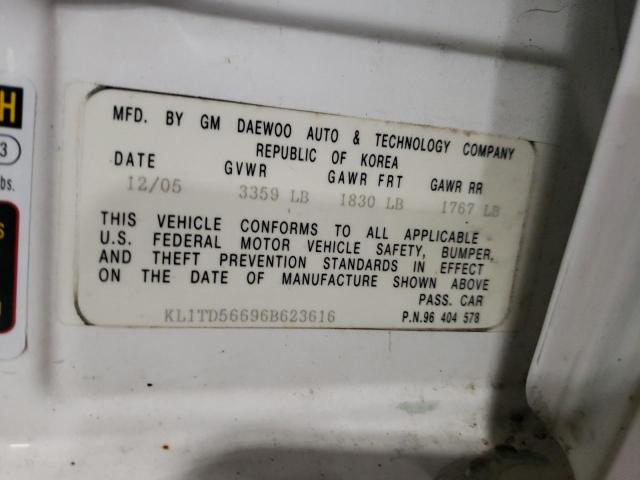 H
3
bs.
S
MFD. BY GM DAEWOO AUTO & TECHNOLOGY COMPANY
REPUBLIC OF KOREA
DATE GVWR GAWR FRT GAWR RR
12/05 3359 LB 1830 LB 1767 LB
THIS VEHICLE CONFORMS TO ALL APPLICABLE
U.S. FEDERAL MOTOR VEHICLE SAFETY, BUMPER,
AND THEFT PREVENTION STANDARDS IN EFFECT
ON THE DATE OF MANUFACTURE SHOWN ABOVE
PASS. CAR
KL1TD56696B623616 P.N.96 404 578